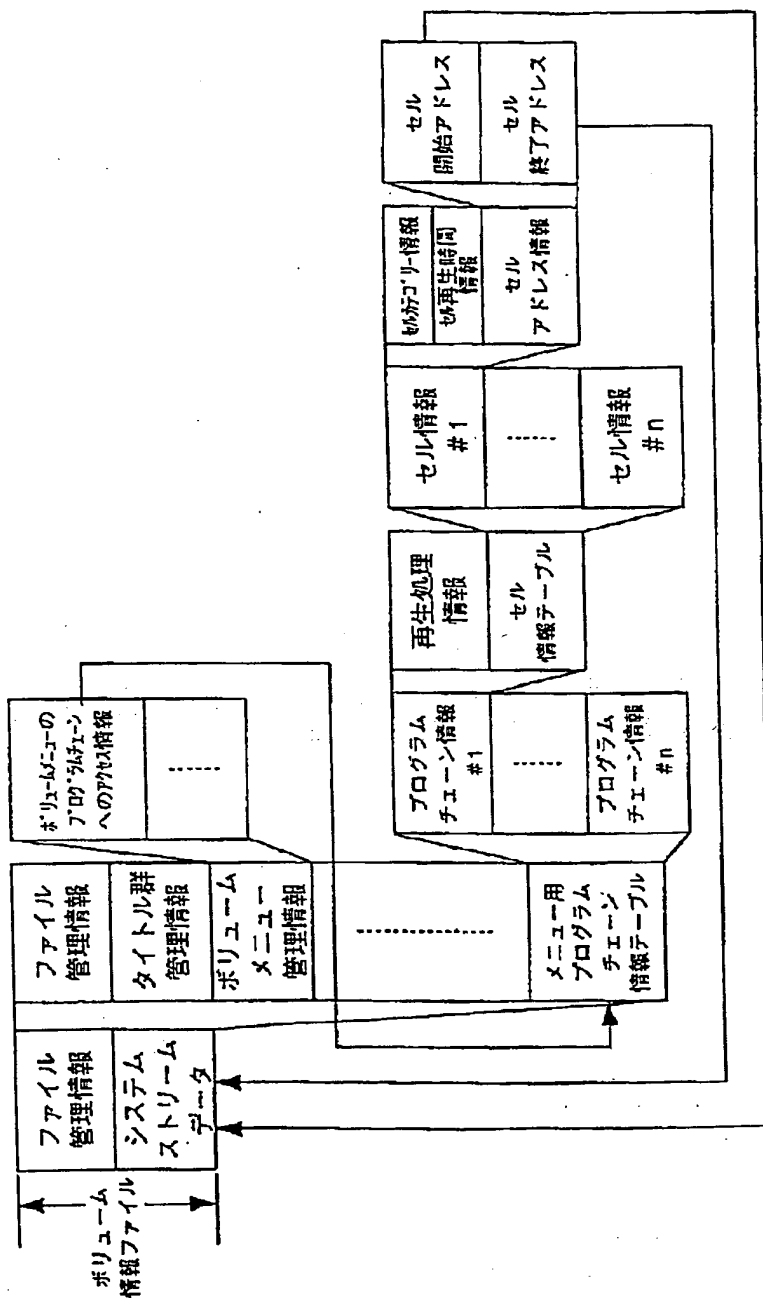 ボリューム
情報ファイル
ファイル
管理情報
システム
ストリーム
データ
ファイル
管理情報
タイトル群
管理情報
ボリューム
メニュー
管理情報
メニュー用
プログラム
チェーン
情報テーブル
ボリュームメニューの
プログラムチェーン
へのアクセス情報
プログラム
チェーン情報
#1
プログラム
チェーン情報
#n
再生処理
情報
セル
情報テーブル
セル情報
#1
セル情報
#n
セルカテゴリー情報
セル再生時間
情報
セル
アドレス情報
セル
開始アドレス
セル
終了アドレス